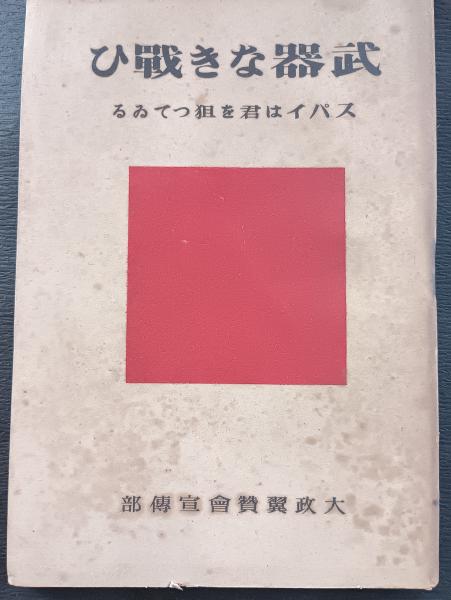 武器なき戰ひ
スパイは君を狙つてゐる
大政翼贊會宣傳部